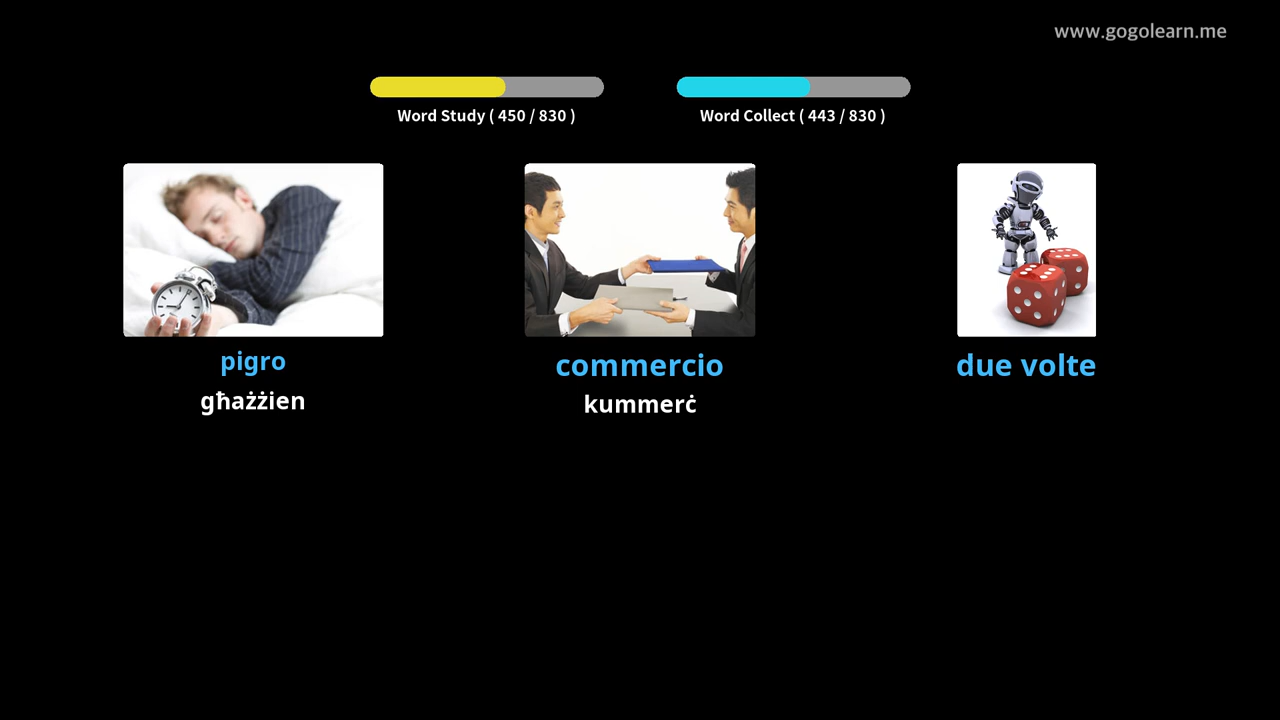 www.gogolearn.me
Word Study ( 450 / 830 )
Word Collect ( 443 / 830 )
pigro
għażżien
commercio
kummerċ
due volte